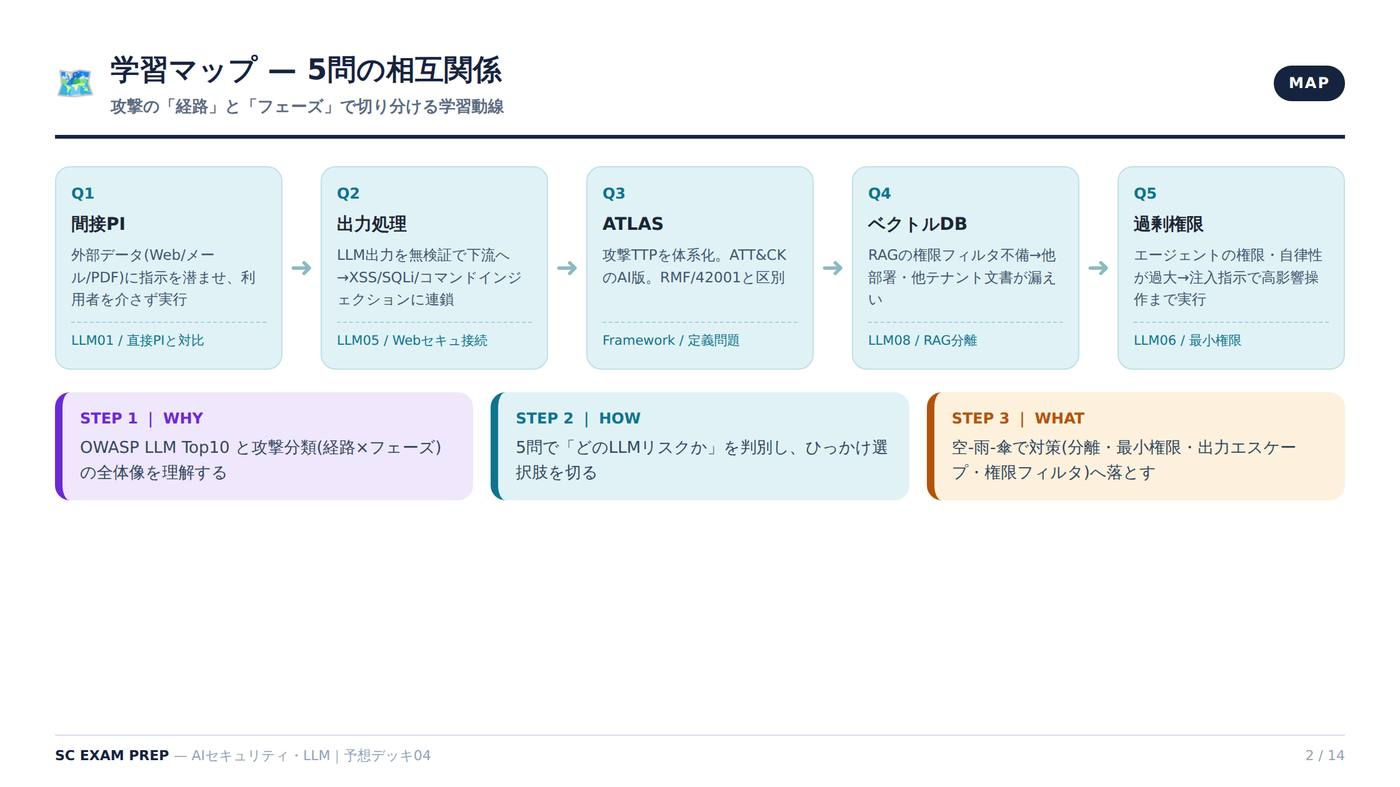 学習マップ — 5問の相互関係
攻撃の「経路」と「フェーズ」で切り分ける学習動線
MAP
Q1
間接PI
外部データ(Web/メー
ル/PDF)に指示を潜ませ、利
用者を介さず実行
LLM01 / 直接PIと対比
➜
Q2
出力処理
LLM出力を無検証で下流へ
→XSS/SQLi/コマンドインジ
ェクションに連鎖
LLM05 / Webセキュ接続
➜
Q3
ATLAS
攻撃TTPを体系化。ATT&CK
のAI版。RMF/42001と区別
Framework / 定義問題
➜
Q4
ベクトルDB
RAGの権限フィルタ不備→他
部署・他テナント文書が漏え
い
LLM08 / RAG分離
➜
Q5
過剰権限
エージェントの権限・自律性
が過大→注入指示で高影響操
作まで実行
LLM06 / 最小権限
STEP 1 | WHY
OWASP LLM Top10 と攻撃分類(経路×フェーズ)
の全体像を理解する
STEP 2 | HOW
5問で「どのLLMリスクか」を判別し、ひっかけ選
択肢を切る
STEP 3 | WHAT
空-雨-傘で対策(分離・最小権限・出力エスケー
プ・権限フィルタ)へ落とす
SC EXAM PREP — AIセキュリティ・LLM | 予想デッキ04
2 / 14